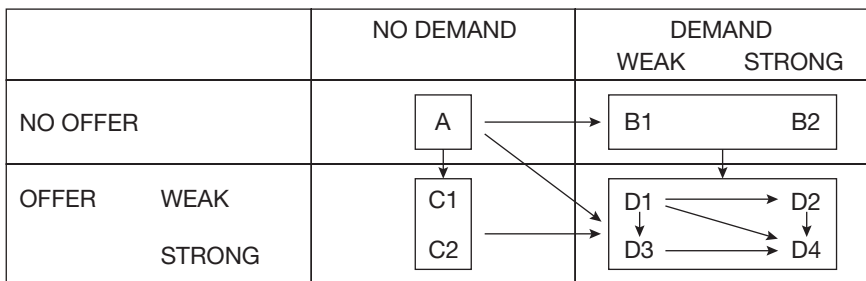 NO DEMAND DEMAND
WEAK STRONG
NO OFFER A B1 B2
OFFER WEAK C1 D1 D2
STRONG C2 D3 D4